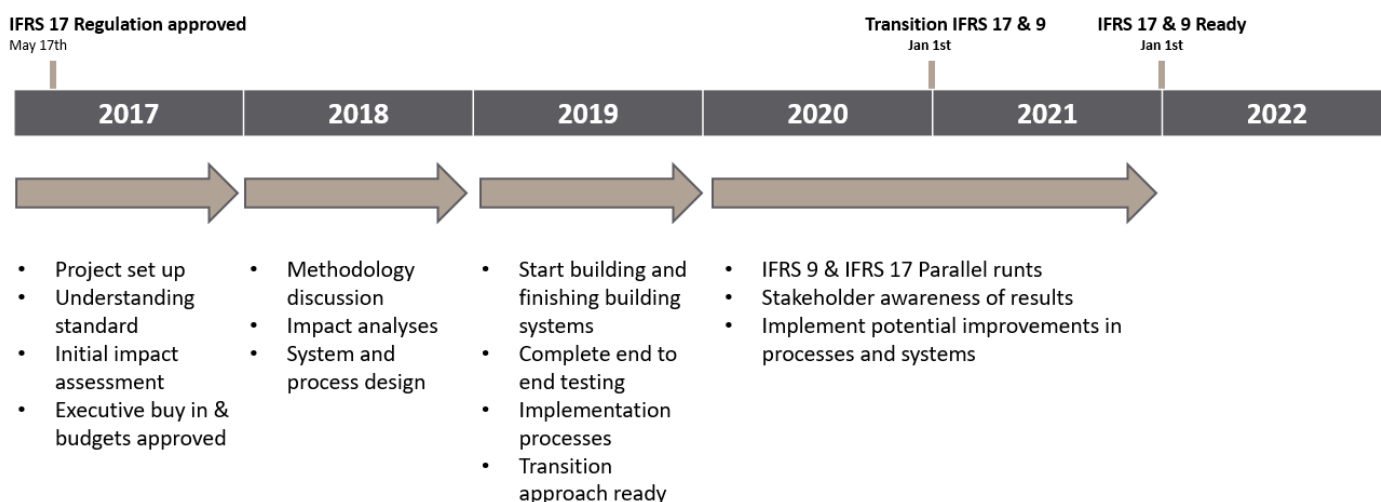 IFRS 17 Regulation approved
May 17th
Transition IFRS 17 & 9
Jan 1st
IFRS 17 & 9 Ready
Jan 1st
2017
2018
2019
2020
2021
2022
• Project set up
• Understanding
standard
• Initial impact
assessment
• Executive buy in &
budgets approved
• Methodology
discussion
• Impact analyses
• System and
process design
• Start building and
finishing building
systems
• Complete end to
end testing
• Implementation
processes
• Transition
approach ready
• IFRS 9 & IFRS 17 Parallel runts
• Stakeholder awareness of results
• Implement potential improvements in
processes and systems